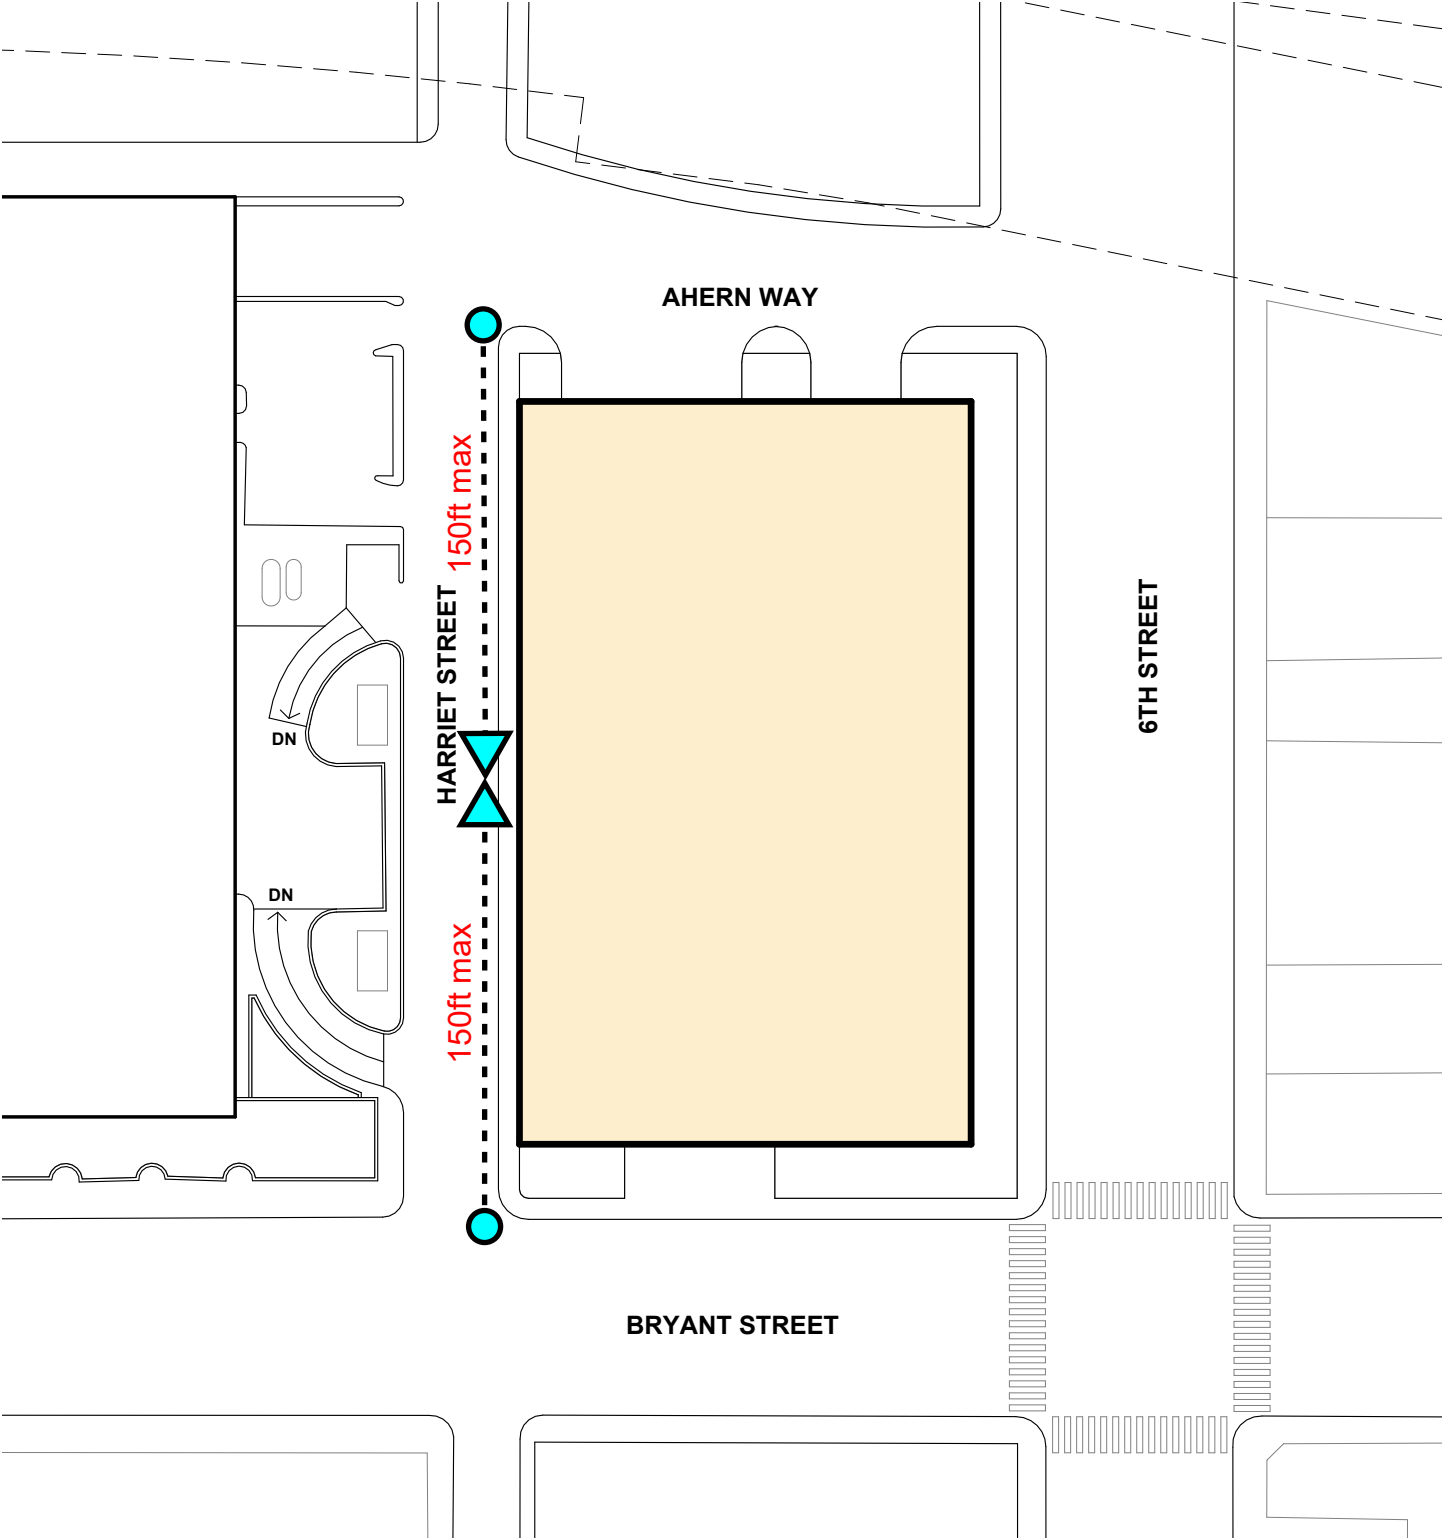 AHERN WAY
150ft max
HARRIET STREET
6TH STREET
DN
DN
150ft max
BRYANT STREET